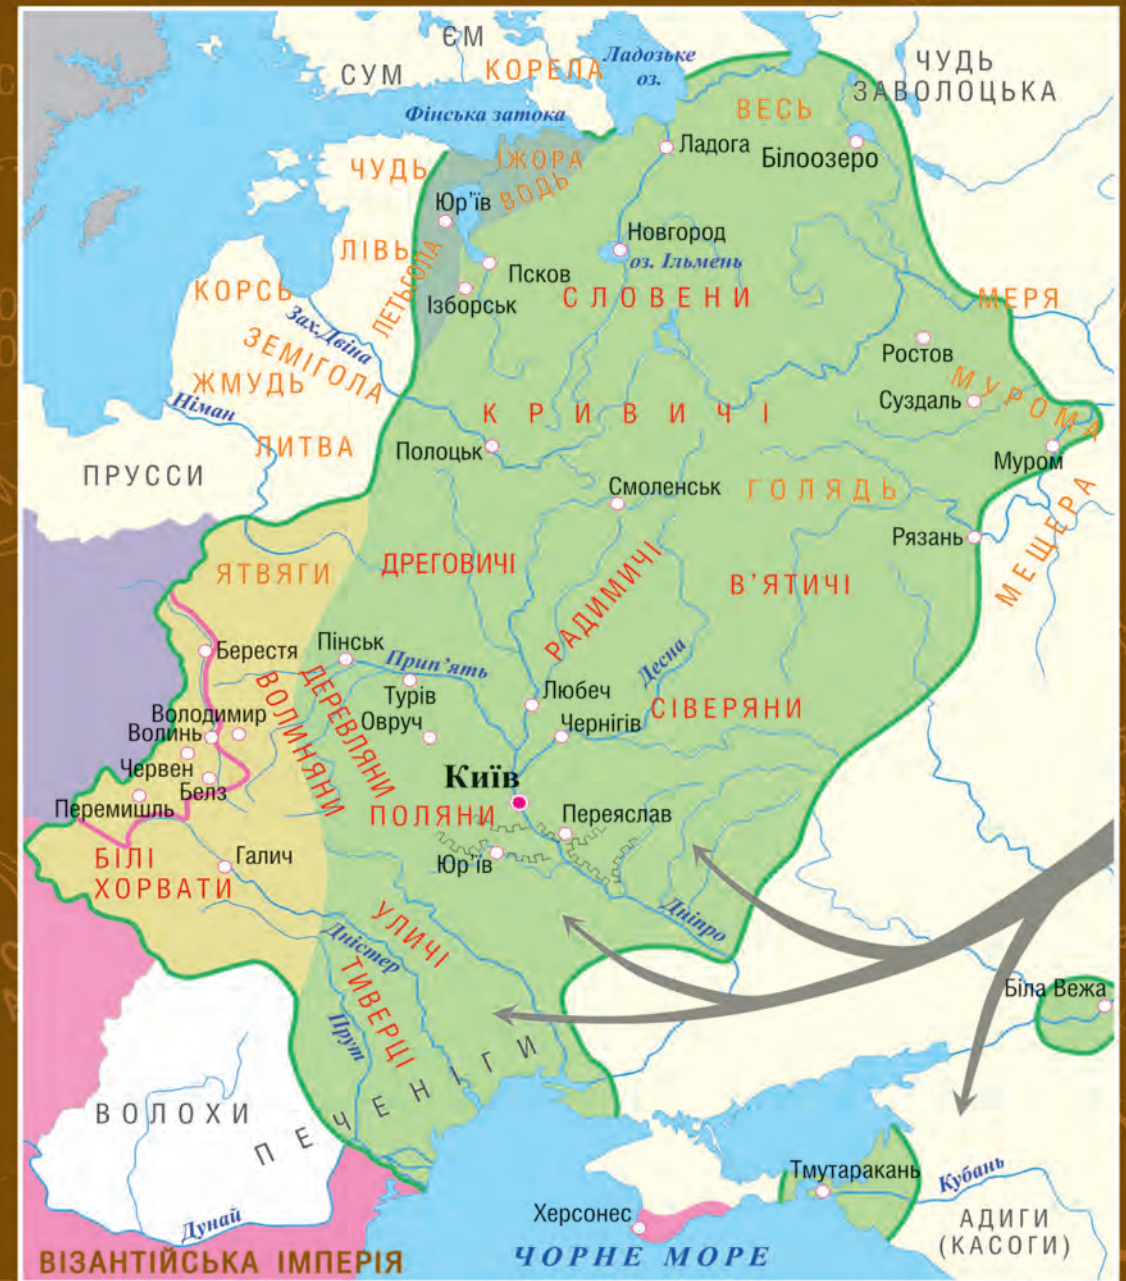 ЄМ
СУМ
КОРЕЛА
Ладозьке
оз.
ЧУДЬ
ЗАВОЛОЦЬКА
Фінська затока
ВЕСЬ
Ладога
Білоозеро
ЧУДЬ
ІЖОРА
ВОДЬ
Юр'їв
Новгород
оз. Ільмень
ЛІВЬ
ЛЕТЬГОЛА
Псков
Ізборськ
СЛОВЕНИ
КОРСЬ
Зах.Двіна
МЕРЯ
ЗЕМІГОЛА
Ростов
ЖМУДЬ
Німан
МУРОМА
Суздаль
КРИВИЧІ
ЛИТВА
Полоцьк
Муром
ПРУССИ
Смоленськ
ГОЛЯДЬ
МЕЩЕРА
Рязань
ЯТВЯГИ
ДРЕГОВИЧІ
РАДИМИЧІ
В'ЯТИЧІ
Берестя
Пінськ
Прип'ять
Десна
Турів
Любеч
СІВЕРЯНИ
ВОЛИНЯНИ
ДЕРЕВЛЯНИ
Володимир
Волинь
Овруч
Чернігів
Червен
Белз
Київ
Перемишль
ПОЛЯНИ
Переяслав
Юр'їв
БІЛІ
ХОРВАТИ
Галич
УЛИЧІ
Дніпро
Дністер
ТИВЕРЦІ
Біла Вежа
Прут
ПЕЧЕНІГИ
ВОЛОХИ
Тмутаракань
Кубань
Дунай
Херсонес
АДИГИ
(КАСОГИ)
ВІЗАНТІЙСЬКА ІМПЕРІЯ
ЧОРНЕ МОРЕ